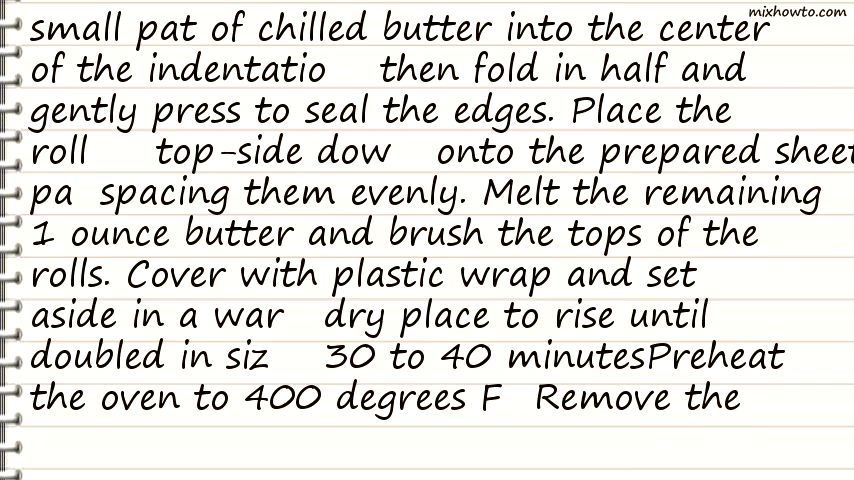 mixhowto.com
small pat of chilled butter into the center
of the indentatio then fold in half and
gently press to seal the edges. Place the
roll top-side dow onto the prepared sheet
pa spacing them evenly. Melt the remaining
1 ounce butter and brush the tops of the
rolls. Cover with plastic wrap and set
aside in a war dry place to rise until
doubled in siz 30 to 40 minutesPreheat
the oven to 400 degrees F Remove the